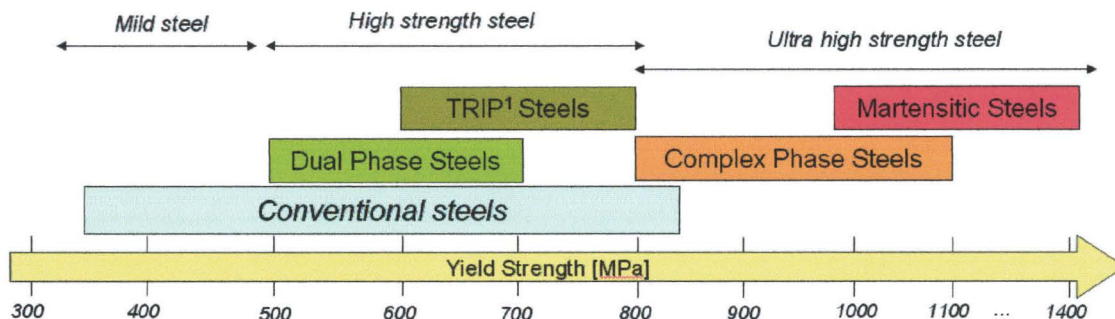 Mild steel
High strength steel
Ultra high strength steel
TRIP¹ Steels
Martensitic Steels
Dual Phase Steels
Complex Phase Steels
Conventional steels
Yield Strength [MPa]
300 400 500 600 700 800 900 1000 1100 ... 1400